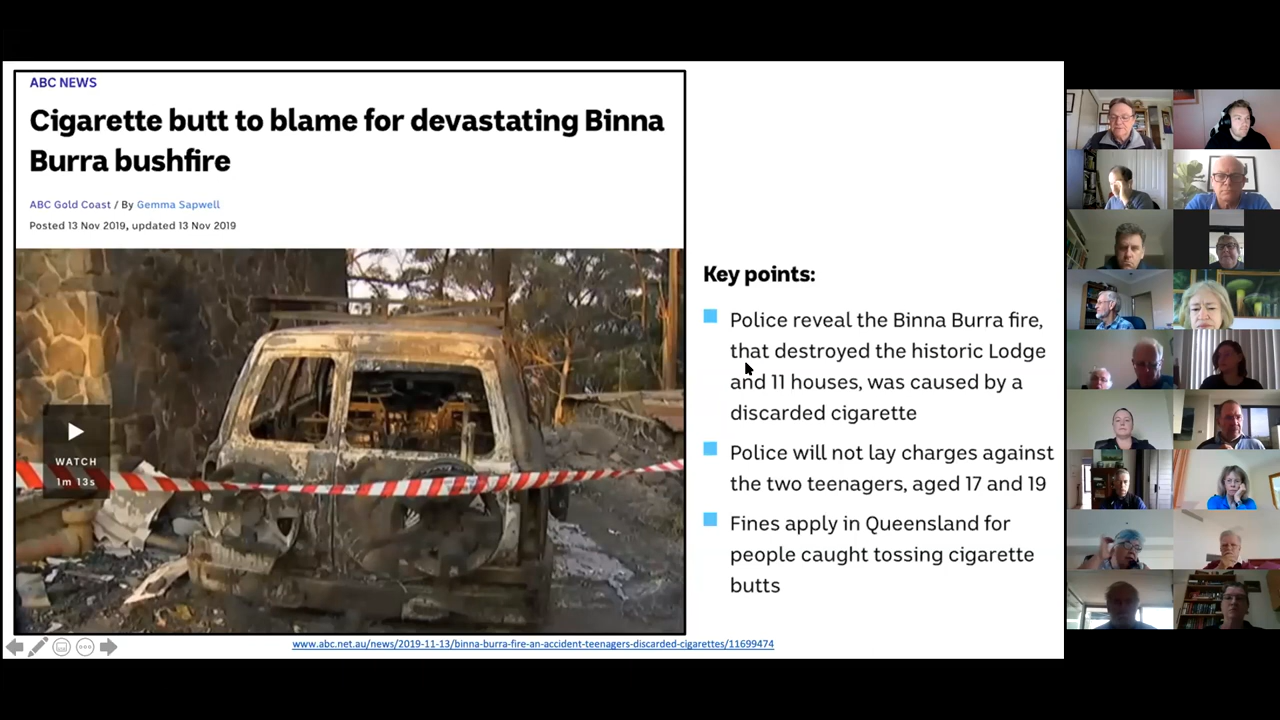 ABC NEWS
Cigarette butt to blame for devastating Binna
Burra bushfire
ABC Gold Coast / By Gemma Sapwell
Posted 13 Nov 2019, updated 13 Nov 2019
WATCH
1m 13s
Key points:
Police reveal the Binna Burra fire,
that destroyed the historic Lodge
and 11 houses, was caused by a
discarded cigarette
Police will not lay charges against
the two teenagers, aged 17 and 19
Fines apply in Queensland for
people caught tossing cigarette
butts
www.abc.net.au/news/2019-11-13/binna-burra-fire-an-accident-teenagers-discarded-cigarettes/11699474